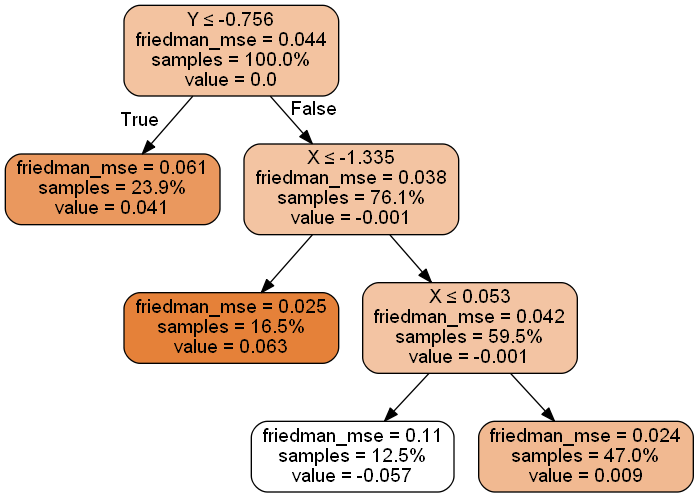 Y ≤ -0.756
friedman_mse = 0.044
samples = 100.0%
value = 0.0
True
False
friedman_mse = 0.061
samples = 23.9%
value = 0.041
X ≤ -1.335
friedman_mse = 0.038
samples = 76.1%
value = -0.001
friedman_mse = 0.025
samples = 16.5%
value = 0.063
X ≤ 0.053
friedman_mse = 0.042
samples = 59.5%
value = -0.001
friedman_mse = 0.11
samples = 12.5%
value = -0.057
friedman_mse = 0.024
samples = 47.0%
value = 0.009